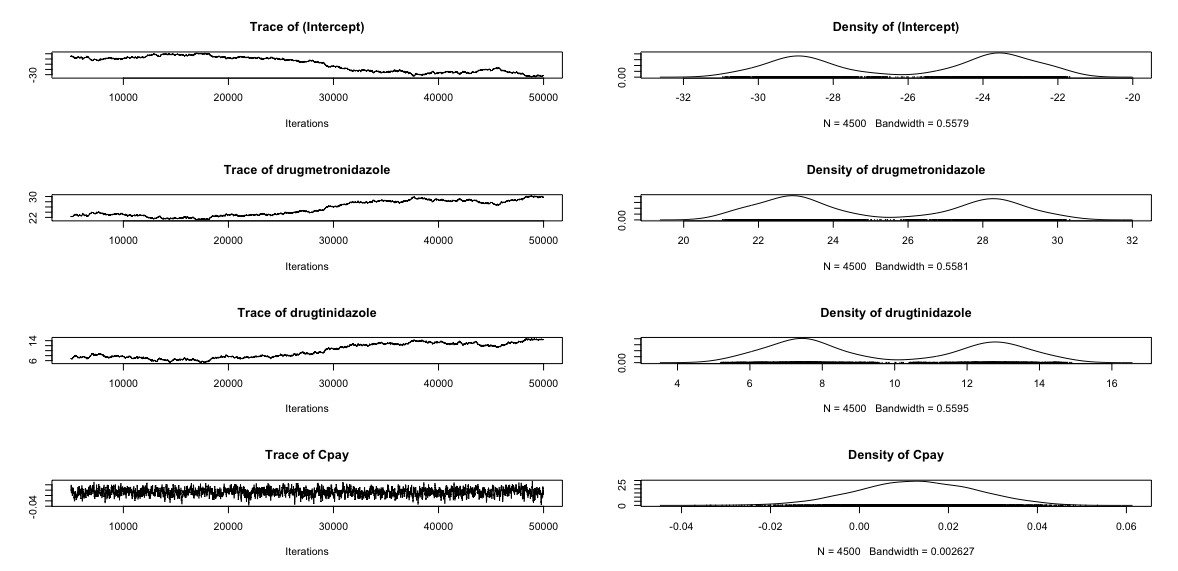 Trace of (Intercept)
-30
10000 20000 30000 40000 50000
Iterations
Density of (Intercept)
0.00
-32 -30 -28 -26 -24 -22 -20
N = 4500 Bandwidth = 0.5579
Trace of drugmetronidazole
22 30
10000 20000 30000 40000 50000
Iterations
Density of drugmetronidazole
0.00
20 22 24 26 28 30 32
N = 4500 Bandwidth = 0.5581
Trace of drugtinidazole
6 14
10000 20000 30000 40000 50000
Iterations
Density of drugtinidazole
0.00
4 6 8 10 12 14 16
N = 4500 Bandwidth = 0.5595
Trace of Cpay
-0.04
10000 20000 30000 40000 50000
Iterations
Density of Cpay
0 25
-0.04 -0.02 0.00 0.02 0.04 0.06
N = 4500 Bandwidth = 0.002627